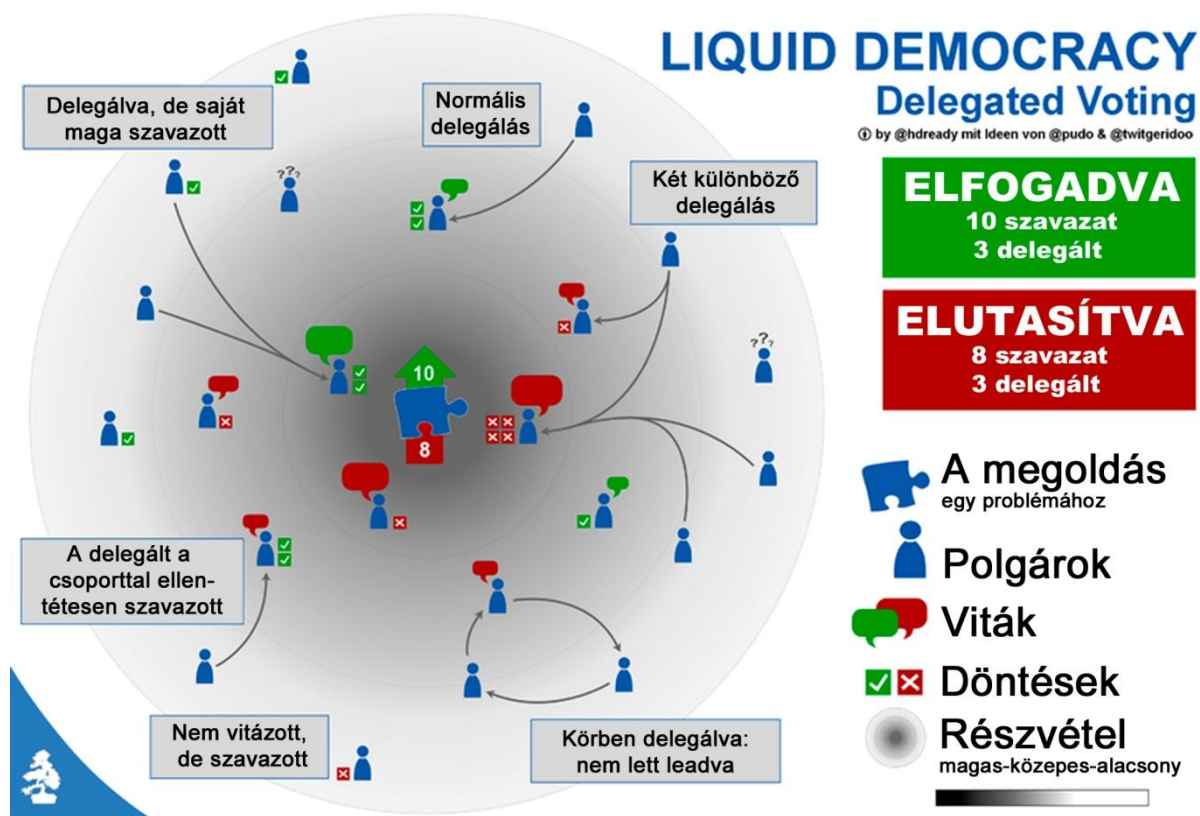 LIQUID DEMOCRACY
Delegated Voting
by @hdready mit Ideen von @pudo & @twitgeridoo
Delegálva, de saját
maga szavazott
Normális
delegálás
Két különböző
delegálás
???
???
ELFOGADVA
10 szavazat
3 delegált
ELUTASÍTVA
8 szavazat
3 delegált
10
8
A megoldás
egy problémához
Polgárok
Viták
Döntések
Részvétel
magas-közepes-alacsony
A delegált a
csoporttal ellen-
tétesen szavazott
Nem vitázott,
de szavazott
Körben delegálva:
nem lett leadva